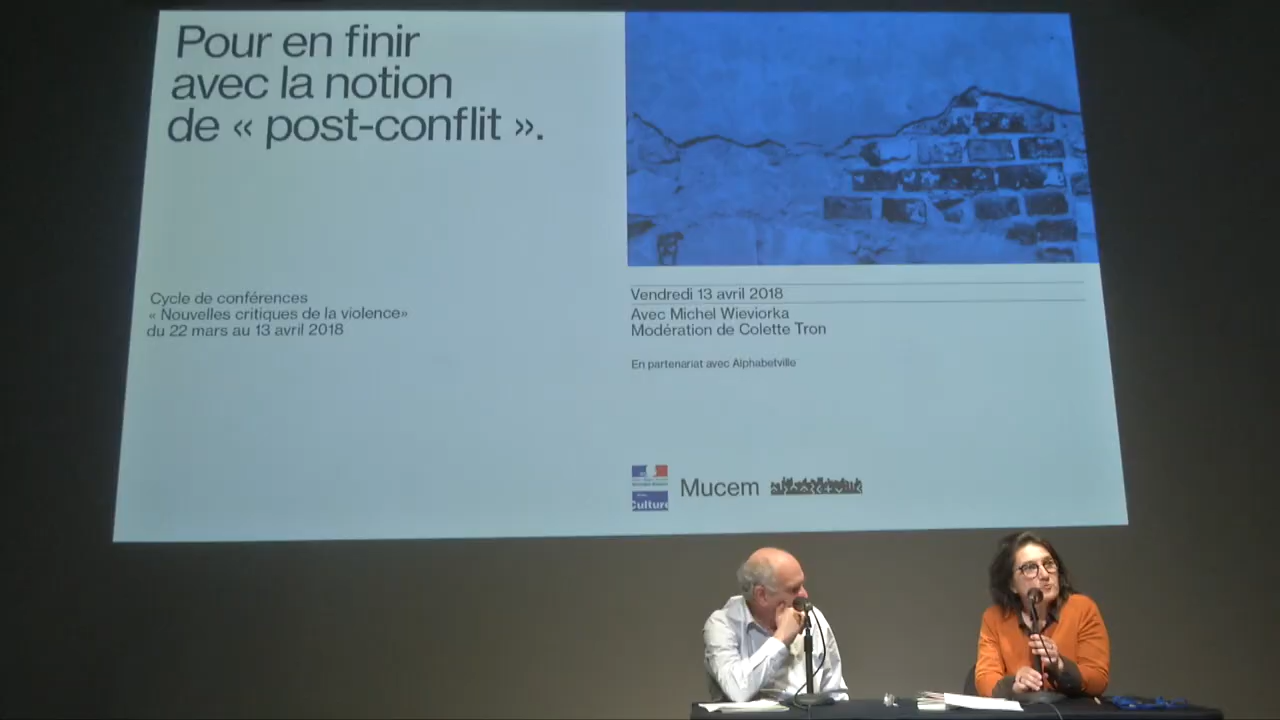 Pour en finir
avec la notion
de « post-conflit ».
Cycle de conférences
« Nouvelles critiques de la violence»
du 22 mars au 13 avril 2018
Vendredi 13 avril 2018
Avec Michel Wieviorka
Modération de Colette Tron
En partenariat avec Alphabetville
Culture
Mucem